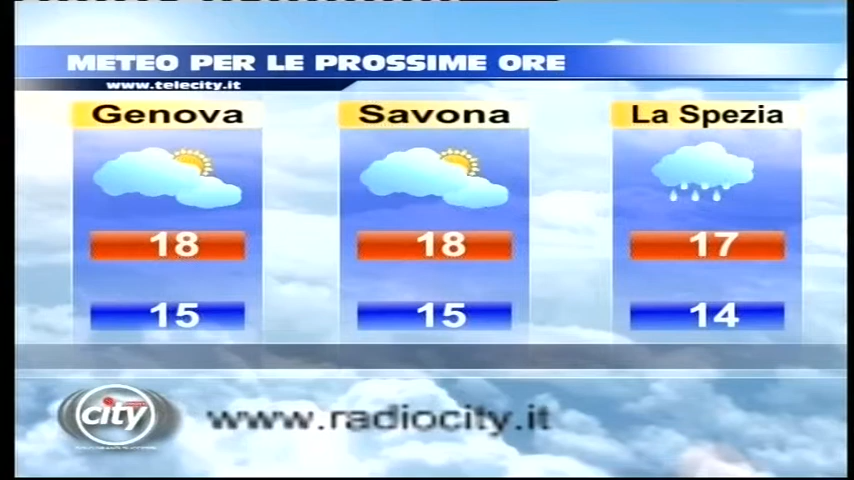 METEO PER LE PROSSIME ORE
www.telecity.it
Genova
Savona
La Spezia
18
18
17
15
15
14
city
www.radiocity.it